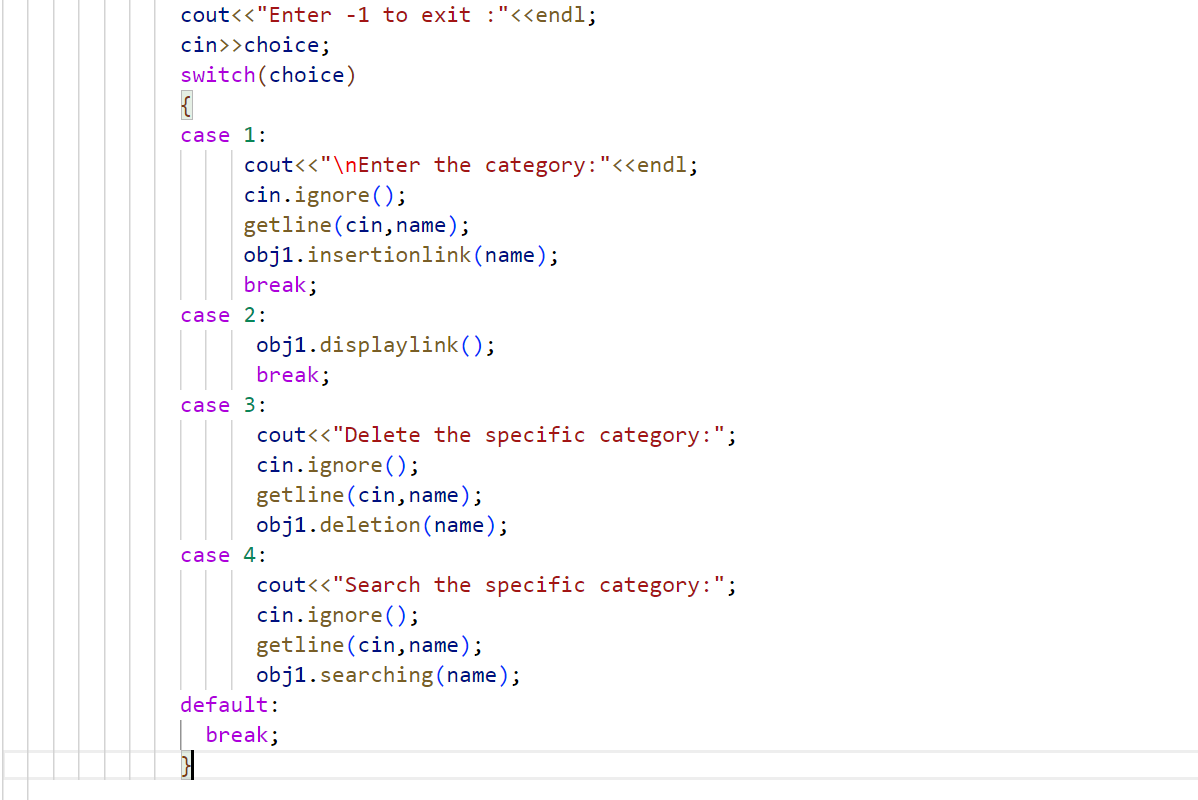 cout<<"Enter -1 to exit :"<<endl;
cin>>choice;
switch(choice)
{
case 1:
cout<<"\nEnter the category:"<<endl;
cin.ignore();
getline(cin,name);
obj1.insertionlink(name);
break;
case 2:
obj1.displaylink();
break;
case 3:
cout<<"Delete the specific category:";
cin.ignore();
getline(cin,name);
obj1.deletion(name);
case 4:
cout<<"Search the specific category:";
cin.ignore();
getline(cin,name);
obj1.searching(name);
default:
break;
}